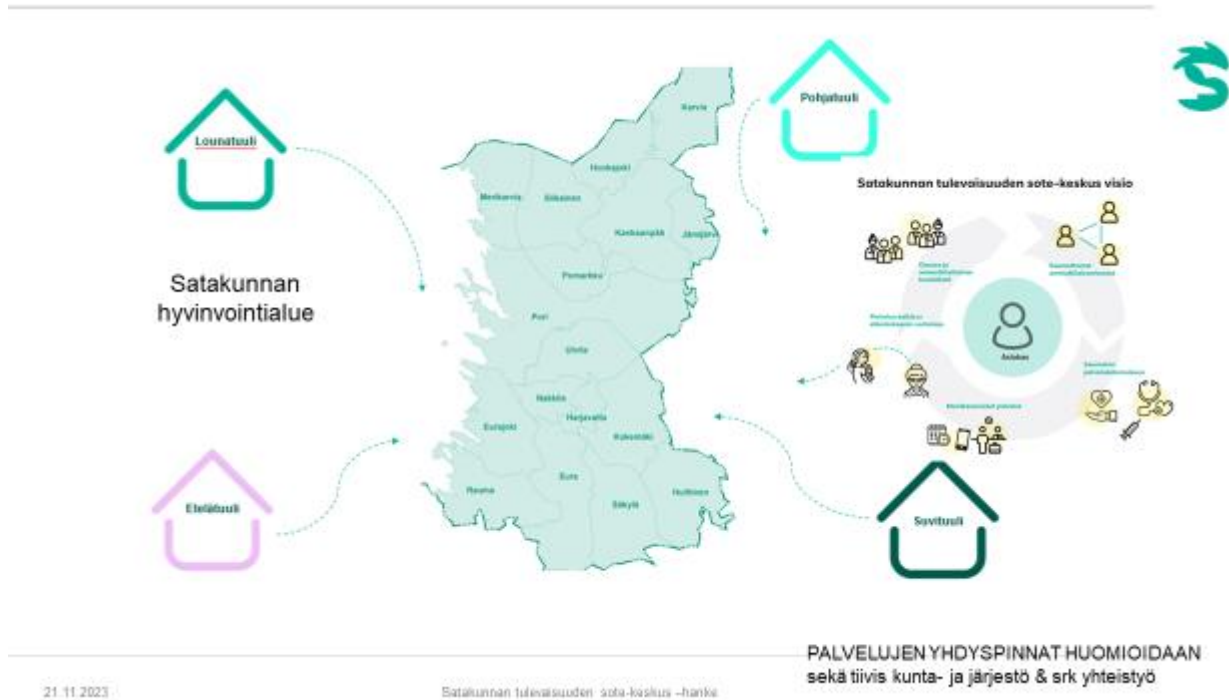 Lounatuuli
Pohjatuuli
Satakunnan
hyvinvointialue
Etelätuuli
Suvituuli
Karvia
Honkajoki
Merikarvia
Siikainen
Kankaanpää
Jämijärvi
Pomarkku
Pori
Ulvila
Nakkila
Harjavalta
Eurajoki
Kokemäki
Rauma
Eura
Säkylä
Huittinen
Satakunnan tulevaisuuden sote-keskus visio
Asiakas
PALVELUJEN YHDYSPINNAT HUOMIOIDAAN
sekä tiivis kunta- ja järjestö & srk yhteistyö
21.11.2023
Satakunnan tulevaisuuden sote-keskus –hanke